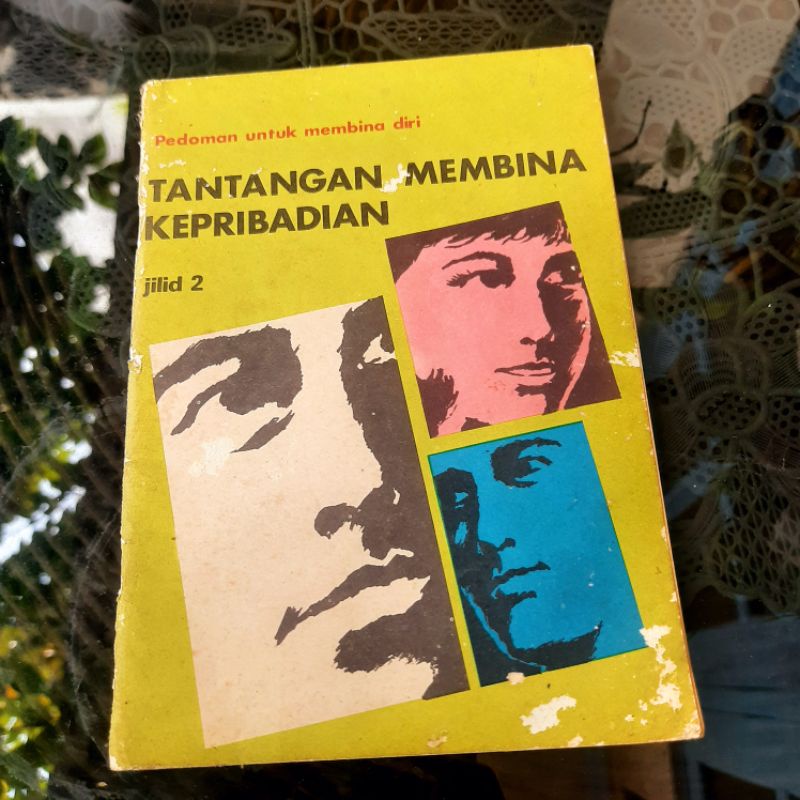 Pedoman untuk membina diri
TANTANGAN MEMBINA
KEPRIBADIAN
jilid 2